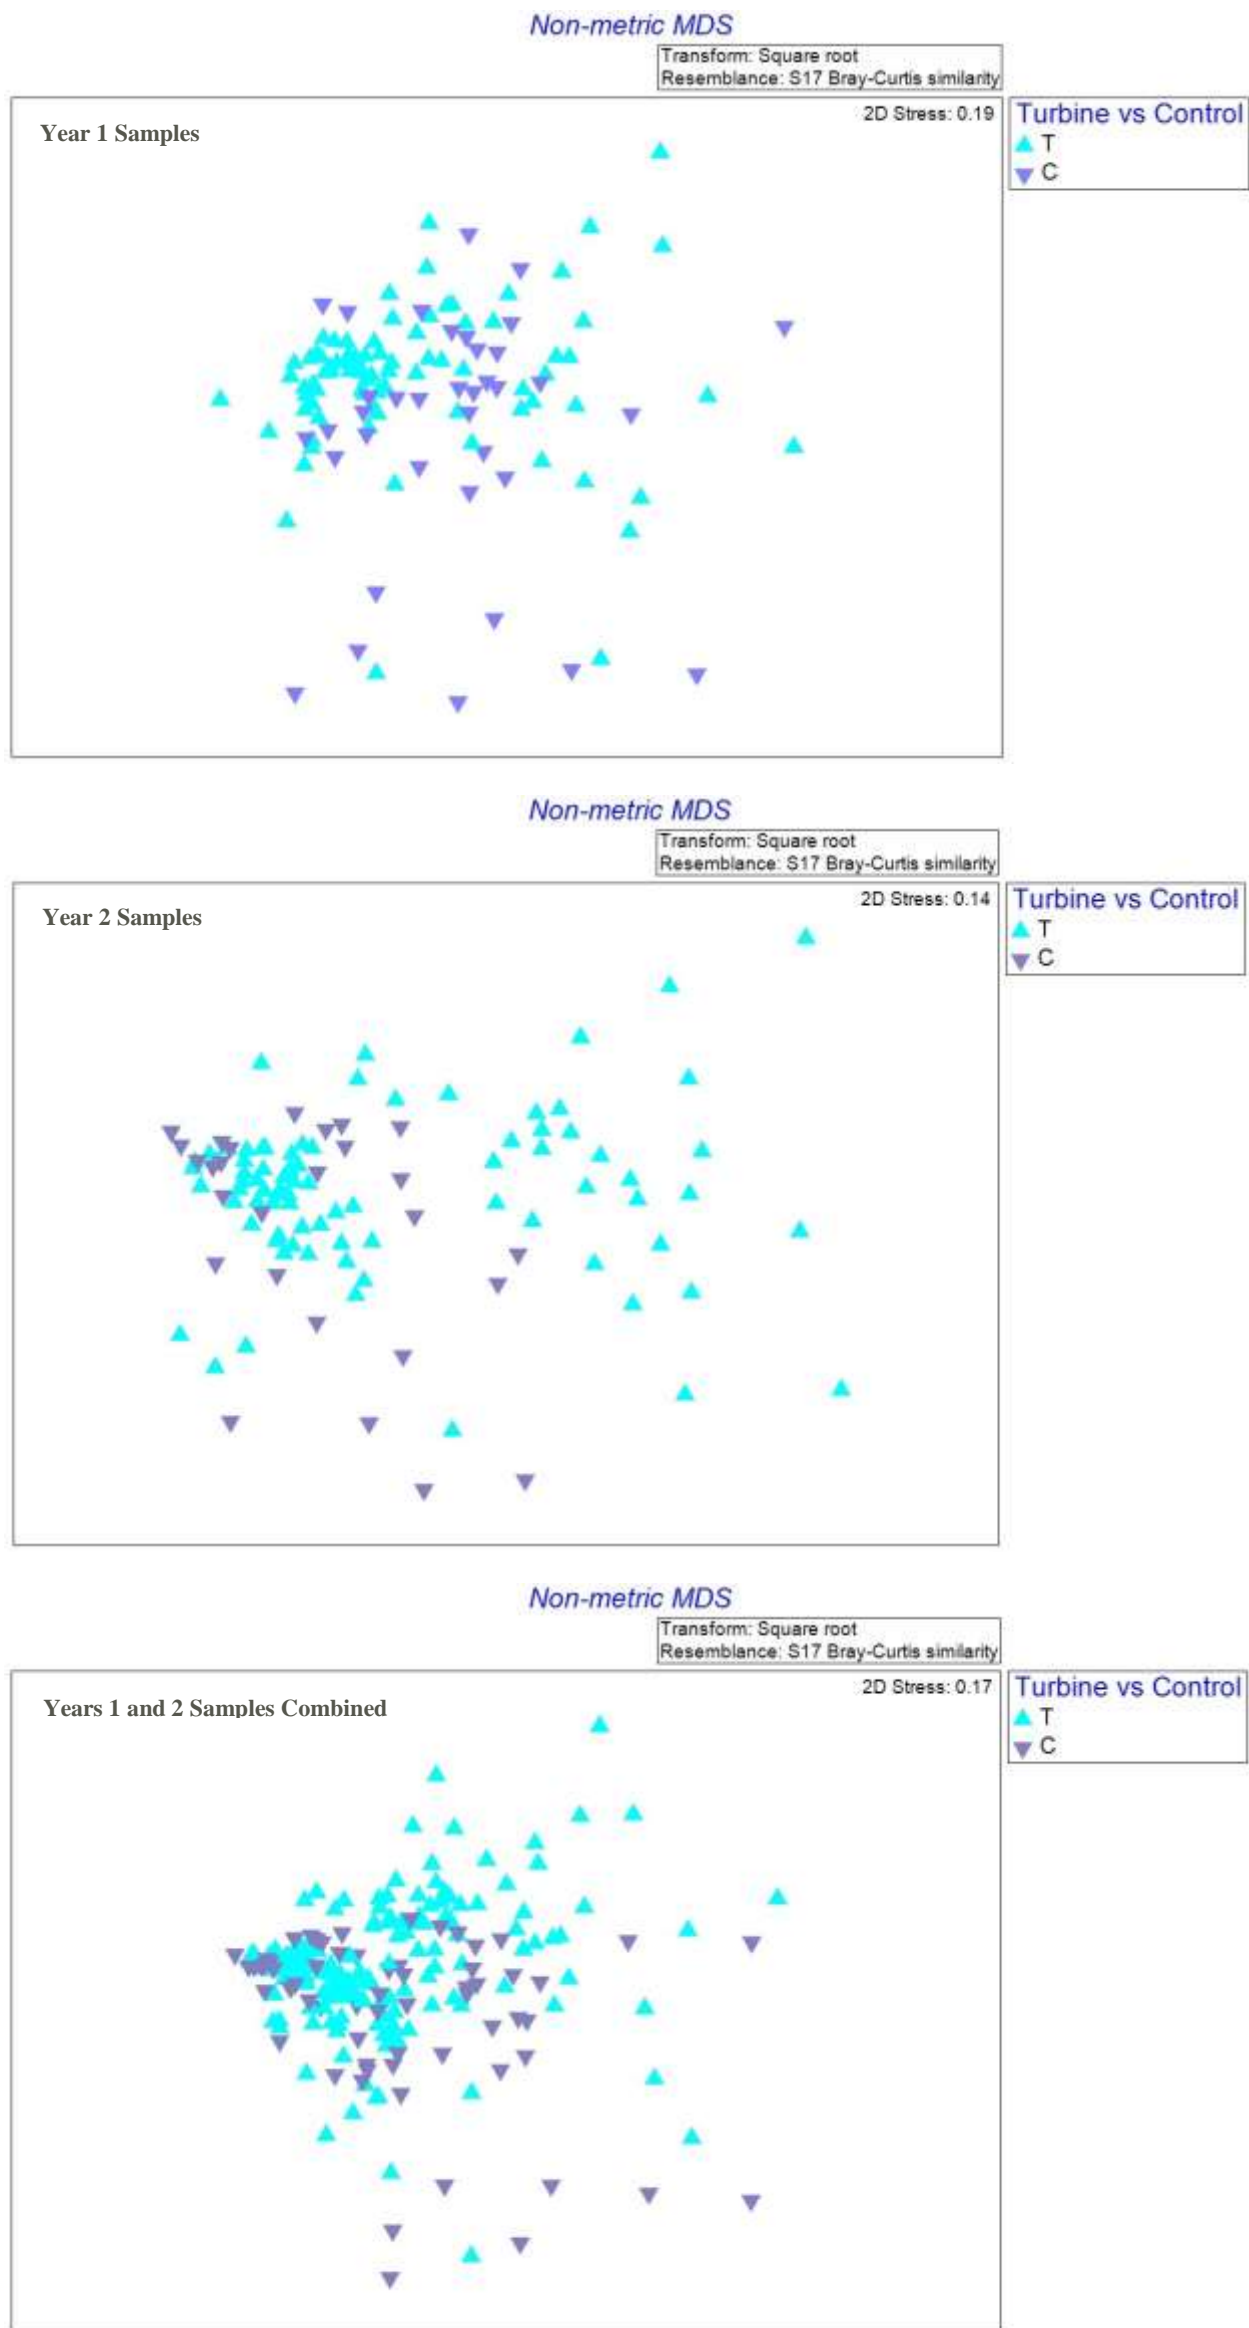 Non-metric MDS
Transform: Square root
Resemblance: S17 Bray-Curtis similarity
Year 1 Samples
2D Stress: 0.19
Turbine vs Control
T
C
Non-metric MDS
Transform: Square root
Resemblance: S17 Bray-Curtis similarity
Year 2 Samples
2D Stress: 0.14
Turbine vs Control
T
C
Non-metric MDS
Transform: Square root
Resemblance: S17 Bray-Curtis similarity
Years 1 and 2 Samples Combined
2D Stress: 0.17
Turbine vs Control
T
C